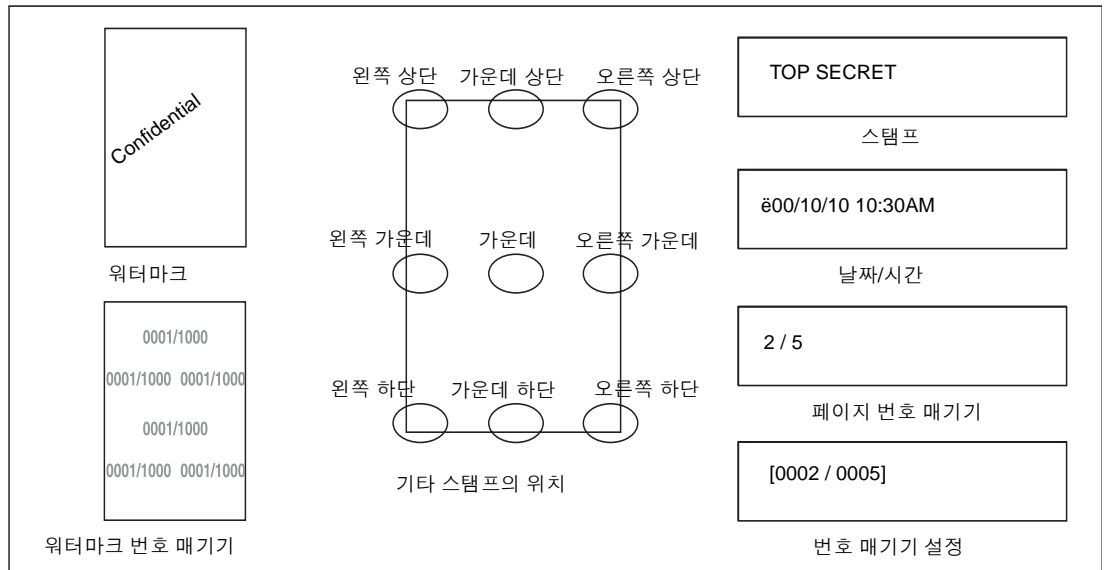 Confidential
워터마크
0001/1000
0001/1000 0001/1000
0001/1000
0001/1000 0001/1000
워터마크 번호 매기기
왼쪽 상단 가운데 상단 오른쪽 상단
왼쪽 가운데 가운데 오른쪽 가운데
왼쪽 하단 가운데 하단 오른쪽 하단
기타 스탬프의 위치
TOP SECRET
스탬프
ë00/10/10 10:30AM
날짜/시간
2 / 5
페이지 번호 매기기
[0002 / 0005]
번호 매기기 설정